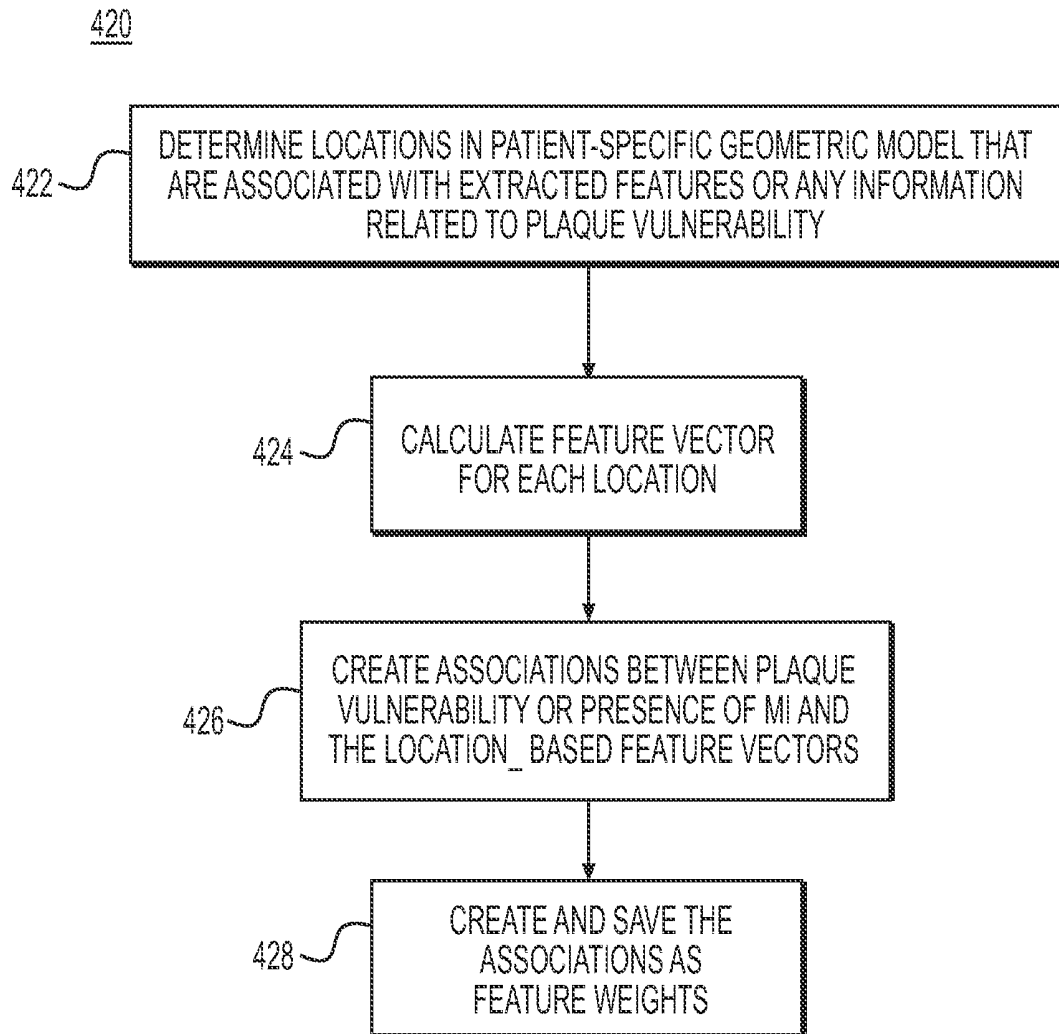 420
DETERMINE LOCATIONS IN PATIENT-SPECIFIC GEOMETRIC MODEL THAT
ARE ASSOCIATED WITH EXTRACTED FEATURES OR ANY INFORMATION
RELATED TO PLAQUE VULNERABILITY
422
CALCULATE FEATURE VECTOR
FOR EACH LOCATION
424
CREATE ASSOCIATIONS BETWEEN PLAQUE
VULNERABILITY OR PRESENCE OF MI AND
THE LOCATION_ BASED FEATURE VECTORS
426
CREATE AND SAVE THE
ASSOCIATIONS AS
FEATURE WEIGHTS
428